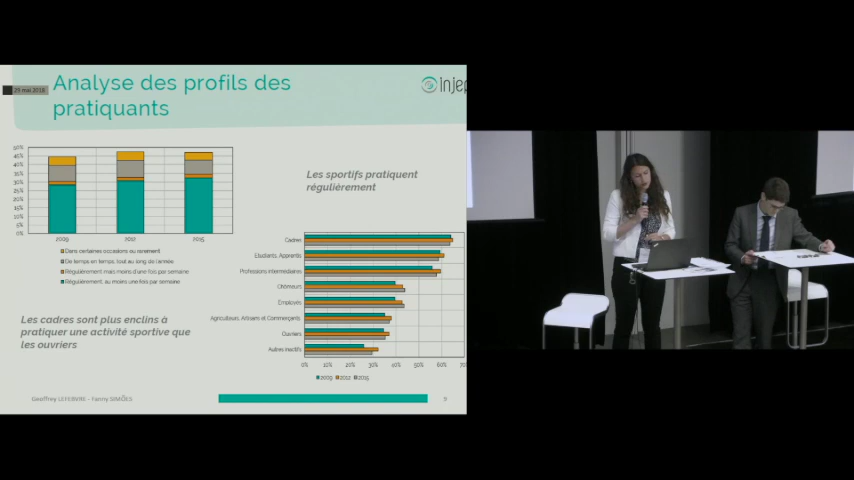 Analyse des profils des
pratiquants
25 mai 2018
injep
Les sportifs pratiquent
régulièrement
50%
45%
40%
35%
30%
25%
20%
15%
10%
5%
0%
2009
2012
2015
Dans certaines occasions ou rarement
De temps en temps, tout au long de l'année
Régulièrement mais moins d'une fois par semaine
Régulièrement, au moins une fois par semaine
Les cadres sont plus enclins à
pratiquer une activité sportive que
les ouvriers
Cadres
Etudiants, Apprentis
Professions intermédiaires
Chômeurs
Employés
Agriculteurs, Artisans et Commerçants
Ouvriers
Autres inactifs
0% 10% 20% 30% 40% 50% 60%
2009 2012 2015
Geoffrey LEFEBVRE - Fanny SIMÕES
9